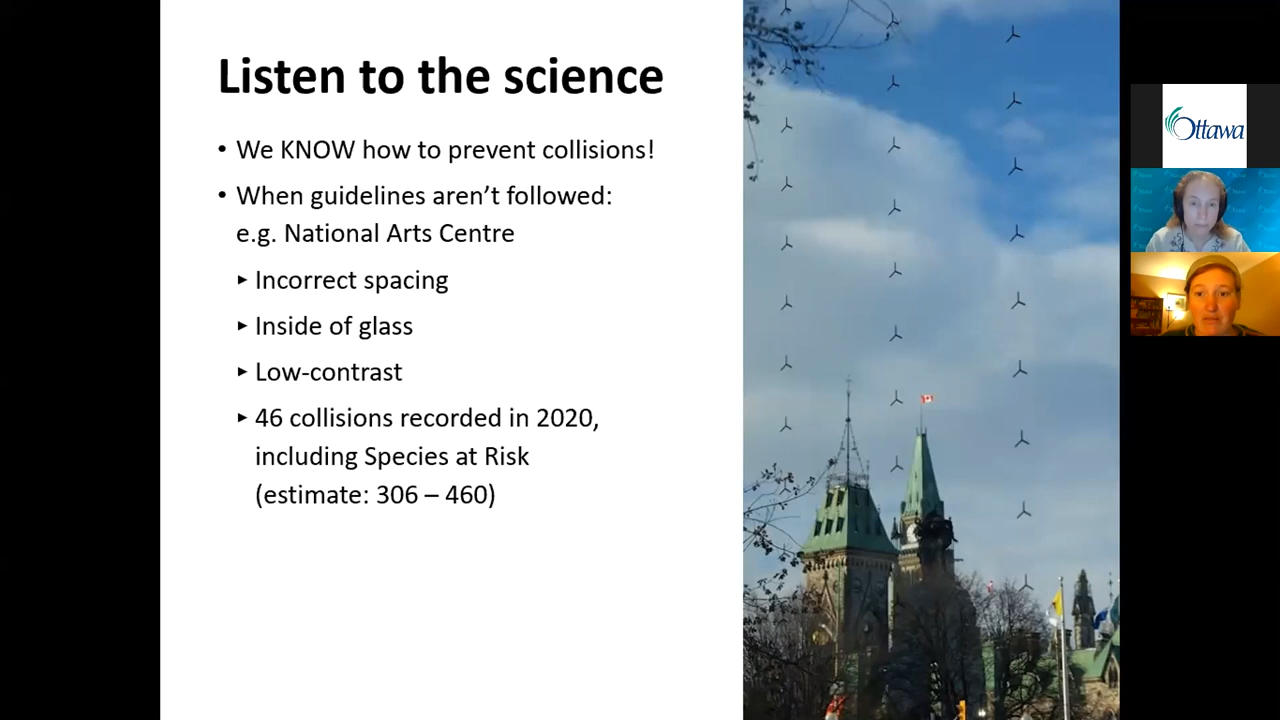 Listen to the science
• We KNOW how to prevent collisions!
• When guidelines aren’t followed:
e.g. National Arts Centre
▸ Incorrect spacing
▸ Inside of glass
▸ Low-contrast
▸ 46 collisions recorded in 2020,
including Species at Risk
(estimate: 306 – 460)
Ottawa